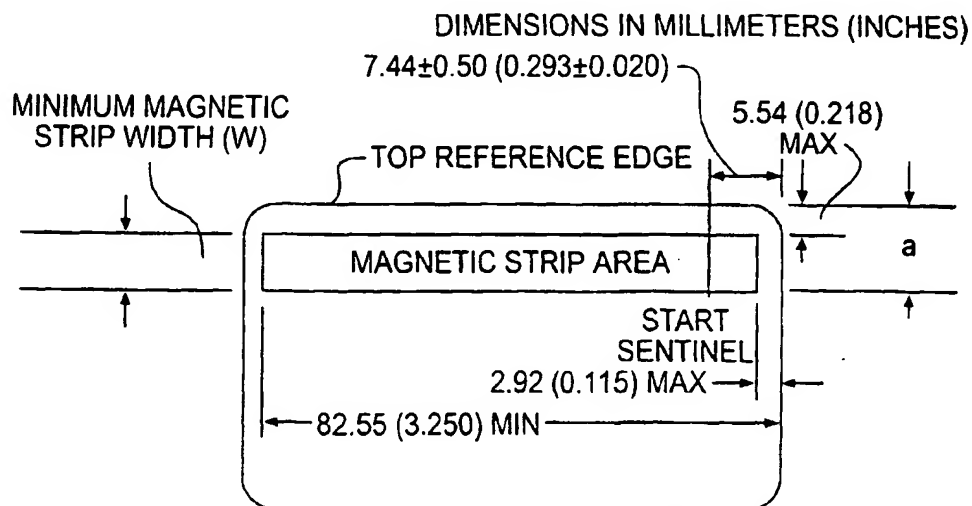 DIMENSIONS IN MILLIMETERS (INCHES)
7.44±0.50 (0.293±0.020)
MINIMUM MAGNETIC
STRIP WIDTH (W)
5.54 (0.218)
MAX
TOP REFERENCE EDGE
a
MAGNETIC STRIP AREA
START
SENTINEL
2.92 (0.115) MAX
82.55 (3.250) MIN